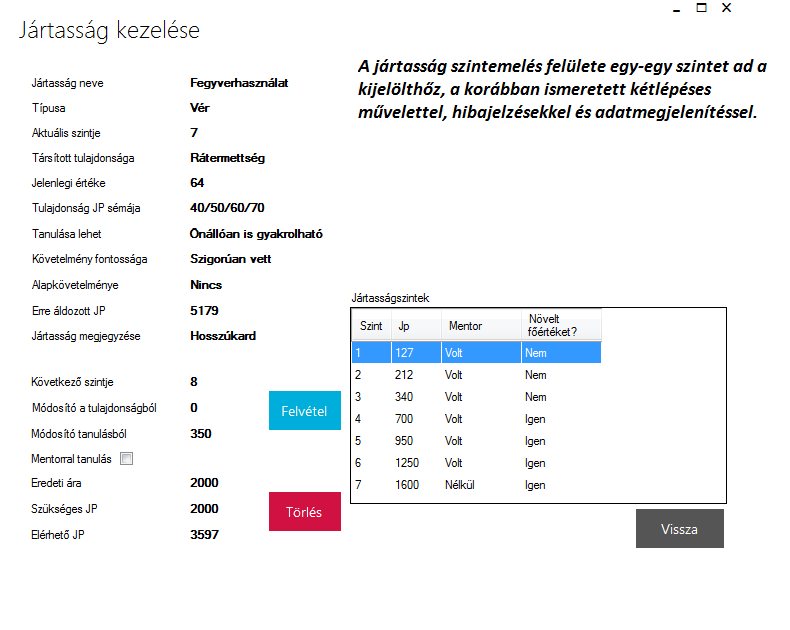 Jártasság kezelése
A jártasság szintemelés felülete egy-egy szintet ad a
kijelölthőz, a korábban ismeretett kétlépéses
művelettel, hibajelzésekkel és adatmegjelenítéssel.
Jártasság neve Fegyverhasználat
Típusa Vér
Aktuális szintje 7
Társított tulajdonsága Rátermettség
Jelenlegi értéke 64
Tulajdonság JP sémája 40/50/60/70
Tanulása lehet Önállóan is gyakrolható
Követelmény fontossága Szigorúan vett
Alapkövetelménye Nincs
Erre áldozott JP 5179
Jártasság megjegyzése Hosszúkard
Következő szintje 8
Módosító a tulajdonságból 0
Módosító tanulásból 350
Mentorral tanulás
Eredeti ára 2000
Szükséges JP 2000
Elérhető JP 3597
Felvétel
Törlés
Jártasságszintek
Szint Jp Mentor Növelt
főértéket?
1 127 Volt Nem
2 212 Volt Nem
3 340 Volt Nem
4 700 Volt Igen
5 950 Volt Igen
6 1250 Volt Igen
7 1600 Nélkül Igen
Vissza